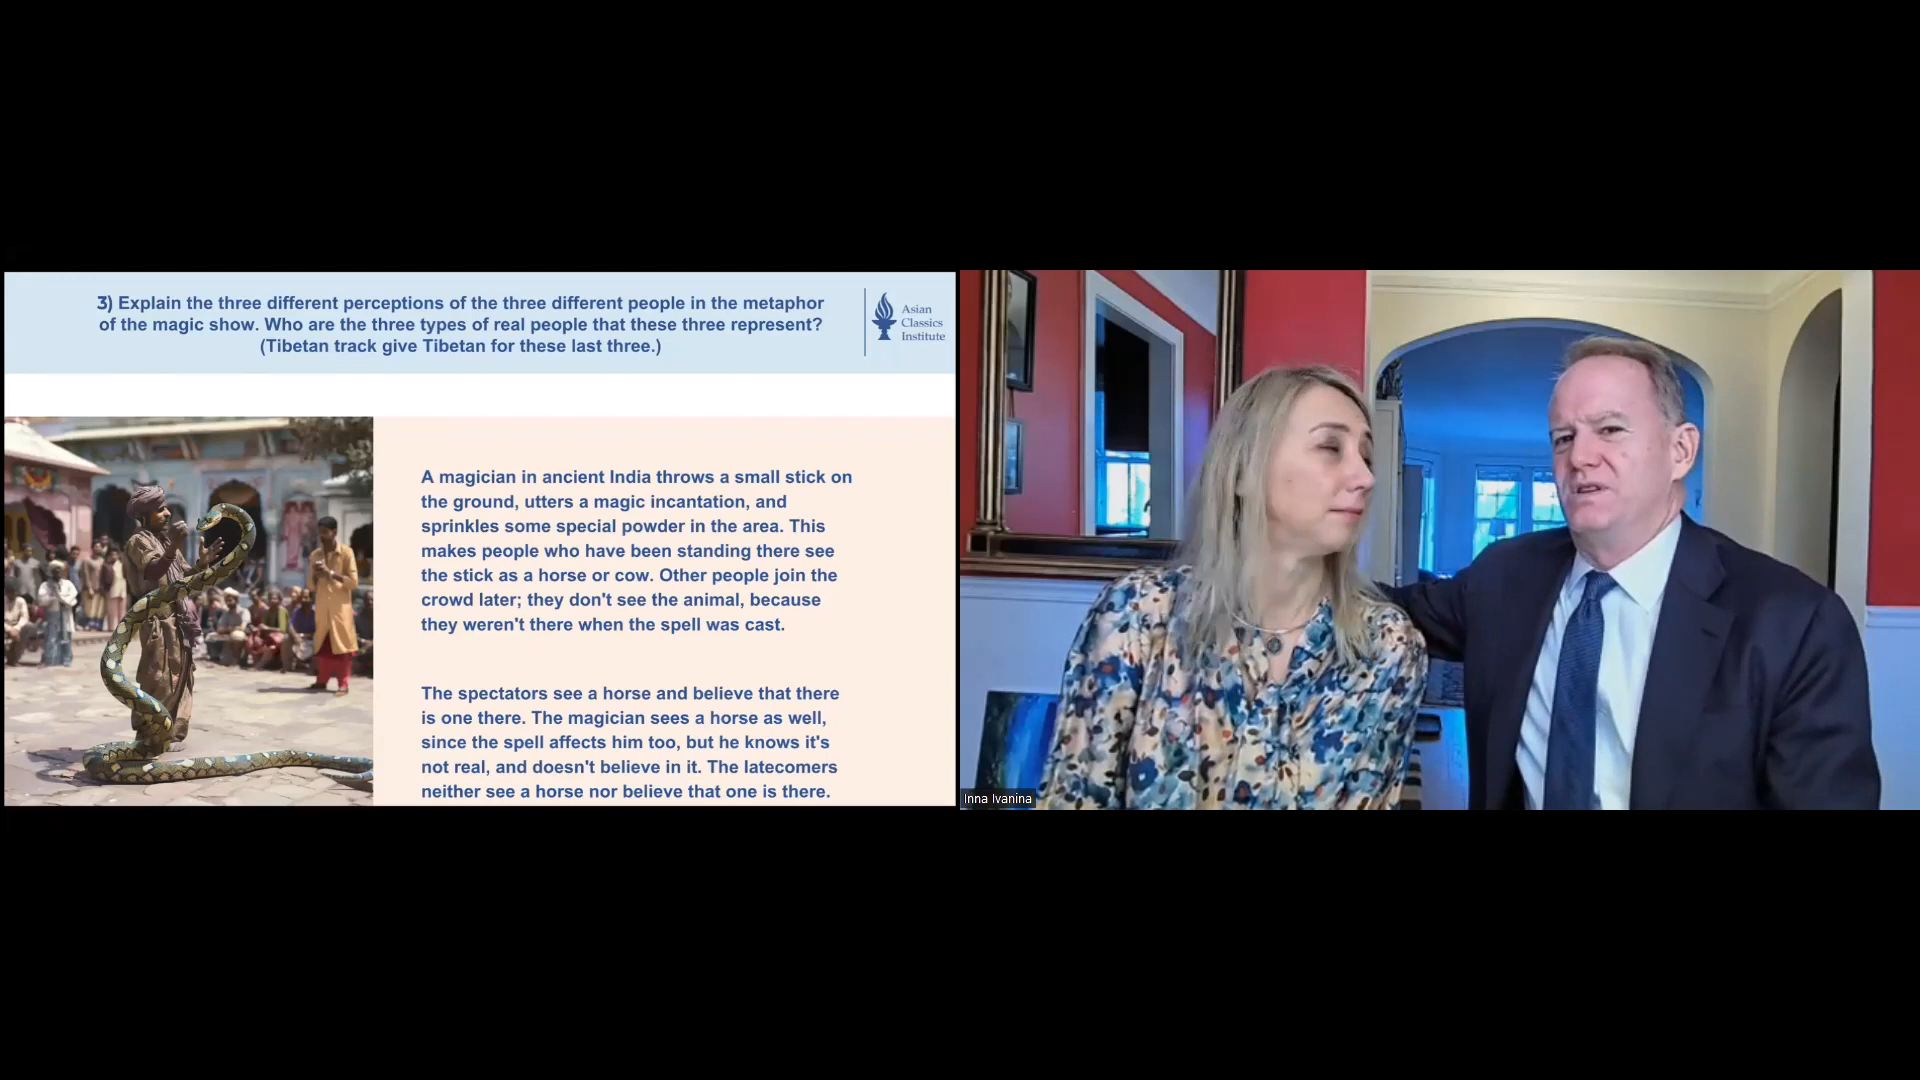 3) Explain the three different perceptions of the three different people in the metaphor
of the magic show. Who are the three types of real people that these three represent?
(Tibetan track give Tibetan for these last three.)
Asian
Classics
Institute
A magician in ancient India throws a small stick on
the ground, utters a magic incantation, and
sprinkles some special powder in the area. This
makes people who have been standing there see
the stick as a horse or cow. Other people join the
crowd later; they don't see the animal, because
they weren't there when the spell was cast.
The spectators see a horse and believe that there
is one there. The magician sees a horse as well,
since the spell affects him too, but he knows it's
not real, and doesn't believe in it. The latecomers
neither see a horse nor believe that one is there.
Inna Ivanina